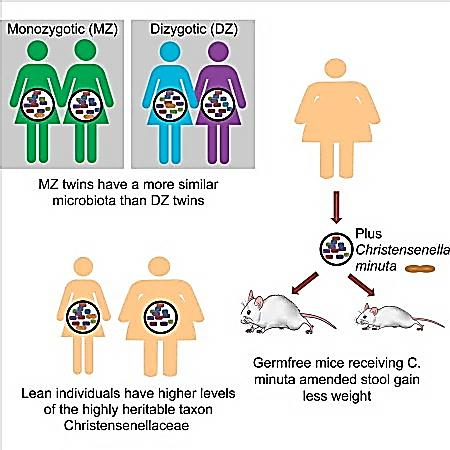 Monozygotic (MZ)
Dizygotic (DZ)
MZ twins have a more similar
microbiota than DZ twins
Plus
Christensenella
minuta
Lean individuals have higher levels
of the highly heritable taxon
Christensenellaceae
Germfree mice receiving C.
minuta amended stool gain
less weight